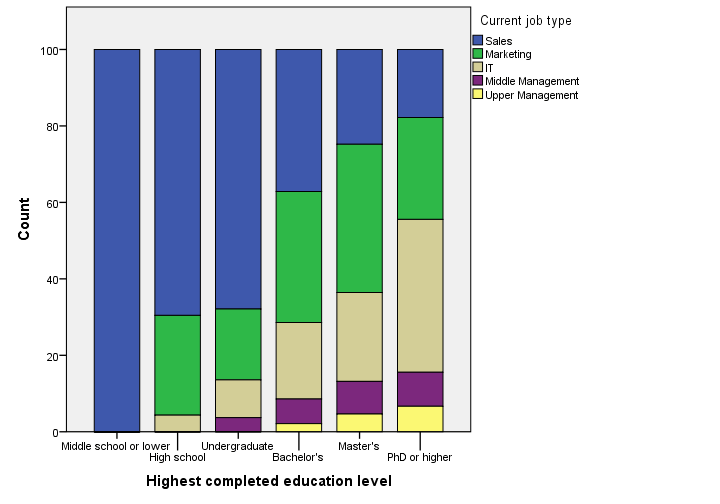 Current job type
Sales
Marketing
IT
Middle Management
Upper Management
100
80
60
40
20
0
Count
Middle school or lower
High school
Undergraduate
Bachelor's
Master's
PhD or higher
Highest completed education level